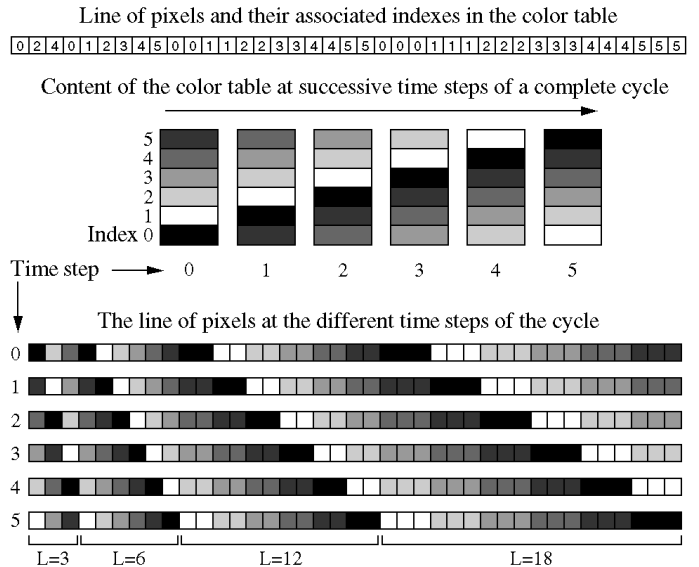 Line of pixels and their associated indexes in the color table
0 2 4 0 1 2 3 4 5 0 0 1 1 2 2 3 3 4 4 5 5 0 0 0 1 1 1 2 2 2 3 3 3 4 4 4 5 5 5
Content of the color table at successive time steps of a complete cycle
5
4
3
2
1
Index 0
Time step 0 1 2 3 4 5
The line of pixels at the different time steps of the cycle
0
1
2
3
4
5
L=3 L=6 L=12 L=18